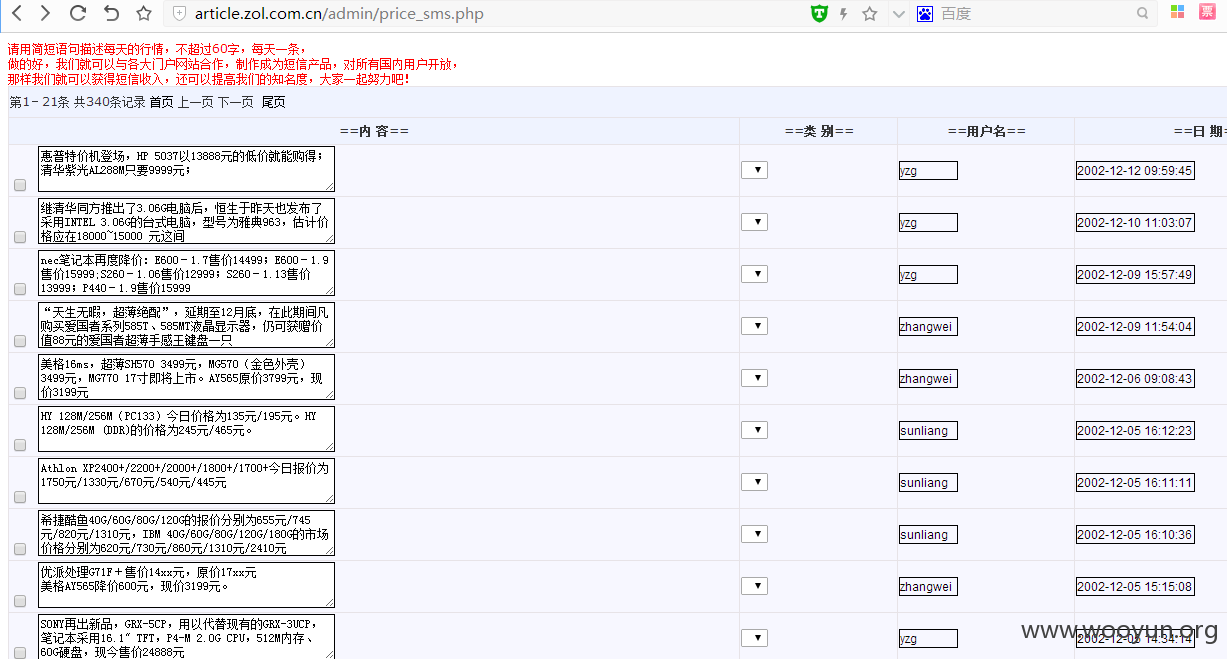 article.zol.com.cn/admin/price_sms.php
百度
票
请用简短语句描述每天的行情，不超过60字，每天一条，
做的好，我们就可以与各大门户网站合作，制作成为短信产品，对所有国内用户开放，
那样我们就可以获得短信收入，还可以提高我们的知名度，大家一起努力吧！
第1－21条 共340条记录 首页 上一页 下一页 尾页
==内 容== ==类 别== ==用户名== ==日 期=
惠普特价机登场，HP 5037以13888元的低价就能购得；
清华紫光AL288M只要9999元；
yzg 2002-12-12 09:59:45
继清华同方推出了3.06G电脑后，恒生于昨天也发布了
采用INTEL 3.06G的台式电脑，型号为雅典963，估计价
格应在18000~15000 元这间
yzg 2002-12-10 11:03:07
nec笔记本再度降价：E600－1.7售价14499；E600－1.9
售价15999;S260－1.06售价12999；S260－1.13售价
13999；P440－1.9售价15999
yzg 2002-12-09 15:57:49
“天生无暇，超薄绝配”，延期至12月底，在此期间凡
购买爱国者系列585T、585MT液晶显示器，仍可获赠价
值88元的爱国者超薄手感王键盘一只
zhangwei 2002-12-09 11:54:04
美格16ms，超薄SH570 3499元，MG570（金色外壳）
3499元，MG770 17寸即将上市。AY565原价3799元，现
价3199元
zhangwei 2002-12-06 09:08:43
HY 128M/256M（PC133）今日价格为135元/195元。HY
128M/256M (DDR)的价格为245元/465元。
sunliang 2002-12-05 16:12:23
Athlon XP2400+/2200+/2000+/1800+/1700+今日报价为
1750元/1330元/670元/540元/445元
sunliang 2002-12-05 16:11:11
希捷酷鱼40G/60G/80G/120G的报价分别为655元/745
元/820元/1310元，IBM 40G/60G/80G/120G/180G的市场
价格分别为620元/730元/860元/1310元/2410元
sunliang 2002-12-05 16:10:36
优派处理G71F＋售价14xx元，原价17xx元
美格AY565降价600元，现价3199元。
zhangwei 2002-12-05 15:15:08
SONY再出新品，GRX-5CP，用以代替现有的GRX-3UCP，
笔记本采用16.1″TFT，P4-M 2.0G CPU，512M内存、
60G硬盘，现今售价24888元
yzg 2002-12-05 14:34:14
www.wooyun.org